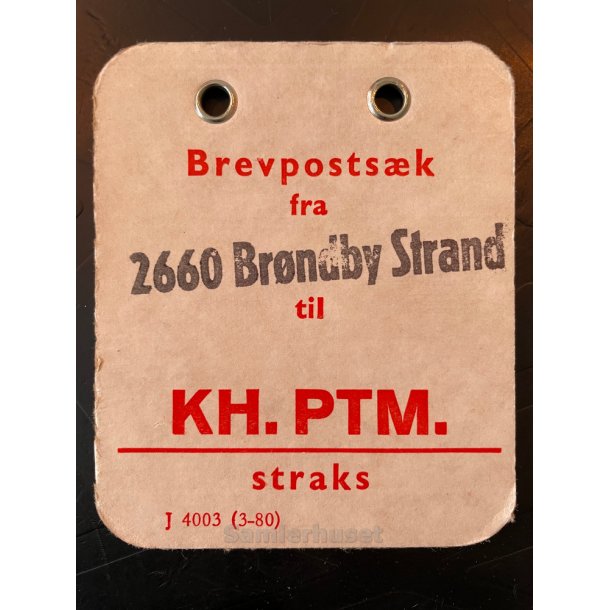 Brevpostsæk
fra
2660 Brøndby Strand
til
KH. PTM.
straks
J 4003 (3-80)
Samlerhuset